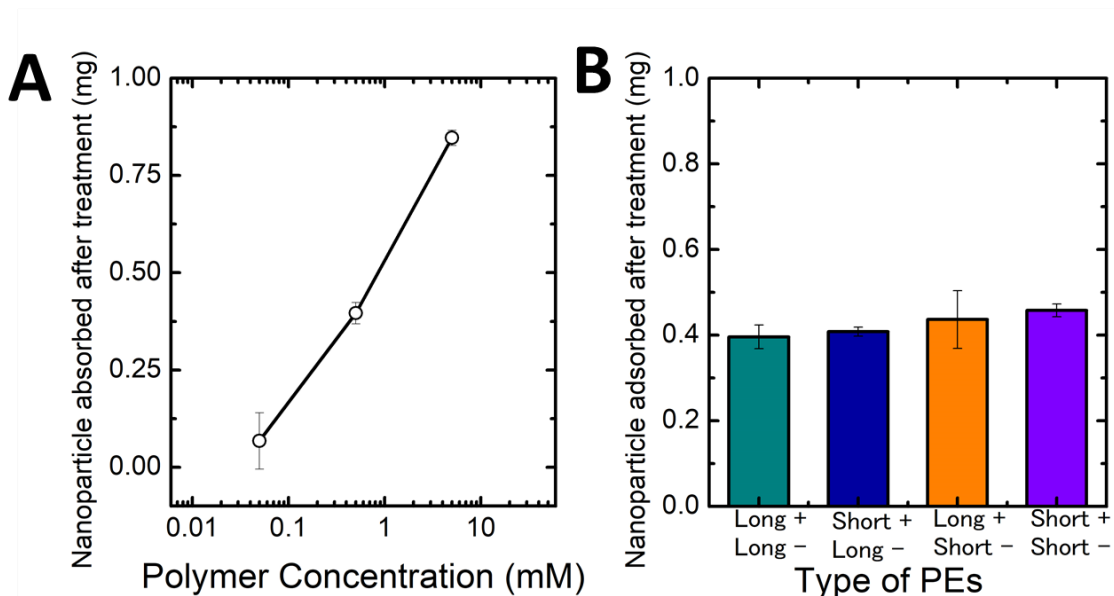 A
Nanoparticle absorbed after treatment (mg)
1.00
0.75
0.50
0.25
0.00
0.01
0.1
1
10
Polymer Concentration (mM)
B
Nanoparticle adsorbed after treatment (mg)
1.0
0.8
0.6
0.4
0.2
0.0
Long +
Long −
Short +
Long −
Long +
Short −
Short +
Short −
Type of PEs